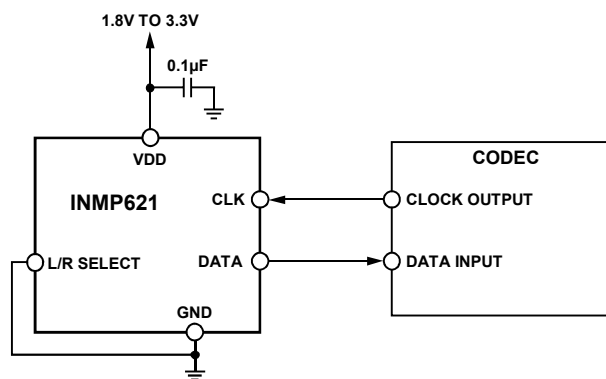 1.8V TO 3.3V
0.1µF
VDD
CODEC
INMP621
CLK
CLOCK OUTPUT
L/R SELECT
DATA
DATA INPUT
GND